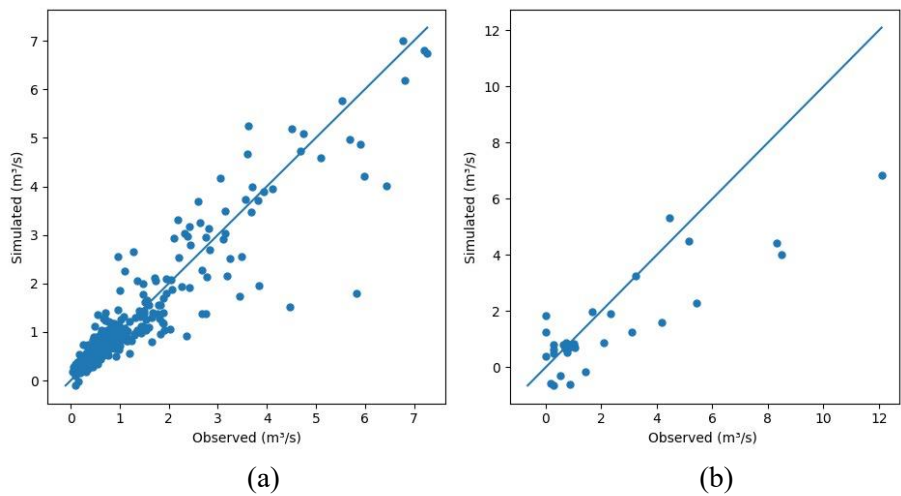 7
6
5
4
3
2
1
0
Simulated (m³/s)
0 1 2 3 4 5 6 7
Observed (m³/s)
(a)
12
10
8
6
4
2
0
Simulated (m³/s)
0 2 4 6 8 10 12
Observed (m³/s)
(b)